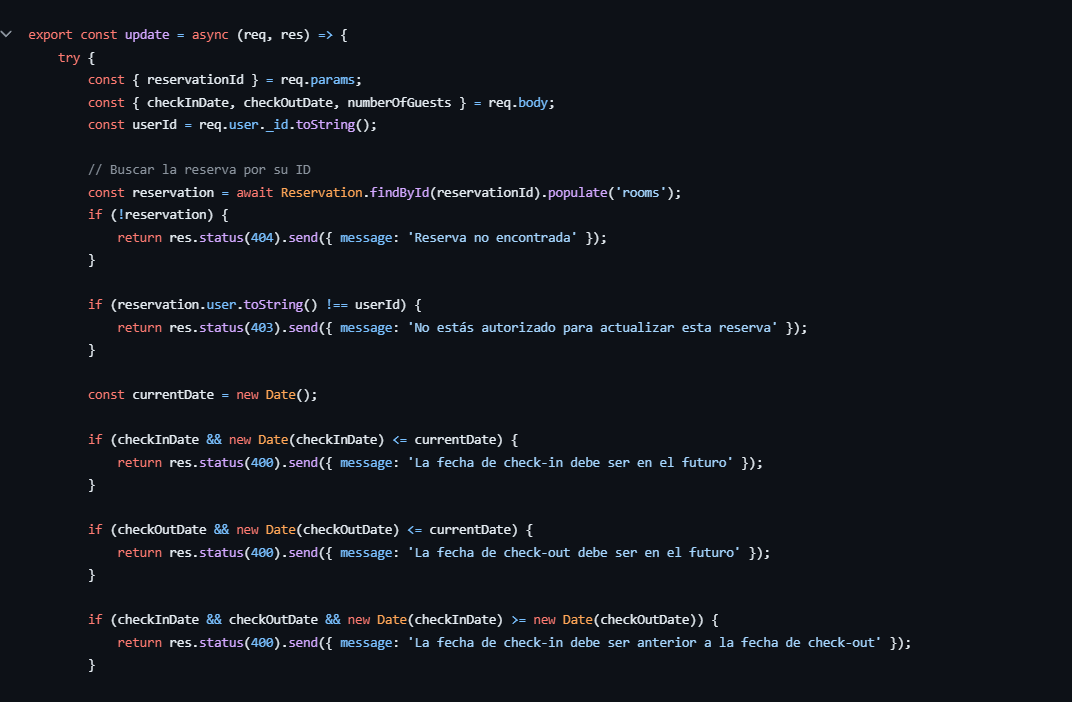 export const update = async (req, res) => {
    try {
        const { reservationId } = req.params;
        const { checkInDate, checkOutDate, numberOfGuests } = req.body;
        const userId = req.user._id.toString();

        // Buscar la reserva por su ID
        const reservation = await Reservation.findById(reservationId).populate('rooms');
        if (!reservation) {
            return res.status(404).send({ message: 'Reserva no encontrada' });
        }

        if (reservation.user.toString() !== userId) {
            return res.status(403).send({ message: 'No estás autorizado para actualizar esta reserva' });
        }

        const currentDate = new Date();

        if (checkInDate && new Date(checkInDate) <= currentDate) {
            return res.status(400).send({ message: 'La fecha de check-in debe ser en el futuro' });
        }

        if (checkOutDate && new Date(checkOutDate) <= currentDate) {
            return res.status(400).send({ message: 'La fecha de check-out debe ser en el futuro' });
        }

        if (checkInDate && checkOutDate && new Date(checkInDate) >= new Date(checkOutDate)) {
            return res.status(400).send({ message: 'La fecha de check-in debe ser anterior a la fecha de check-out' });
        }